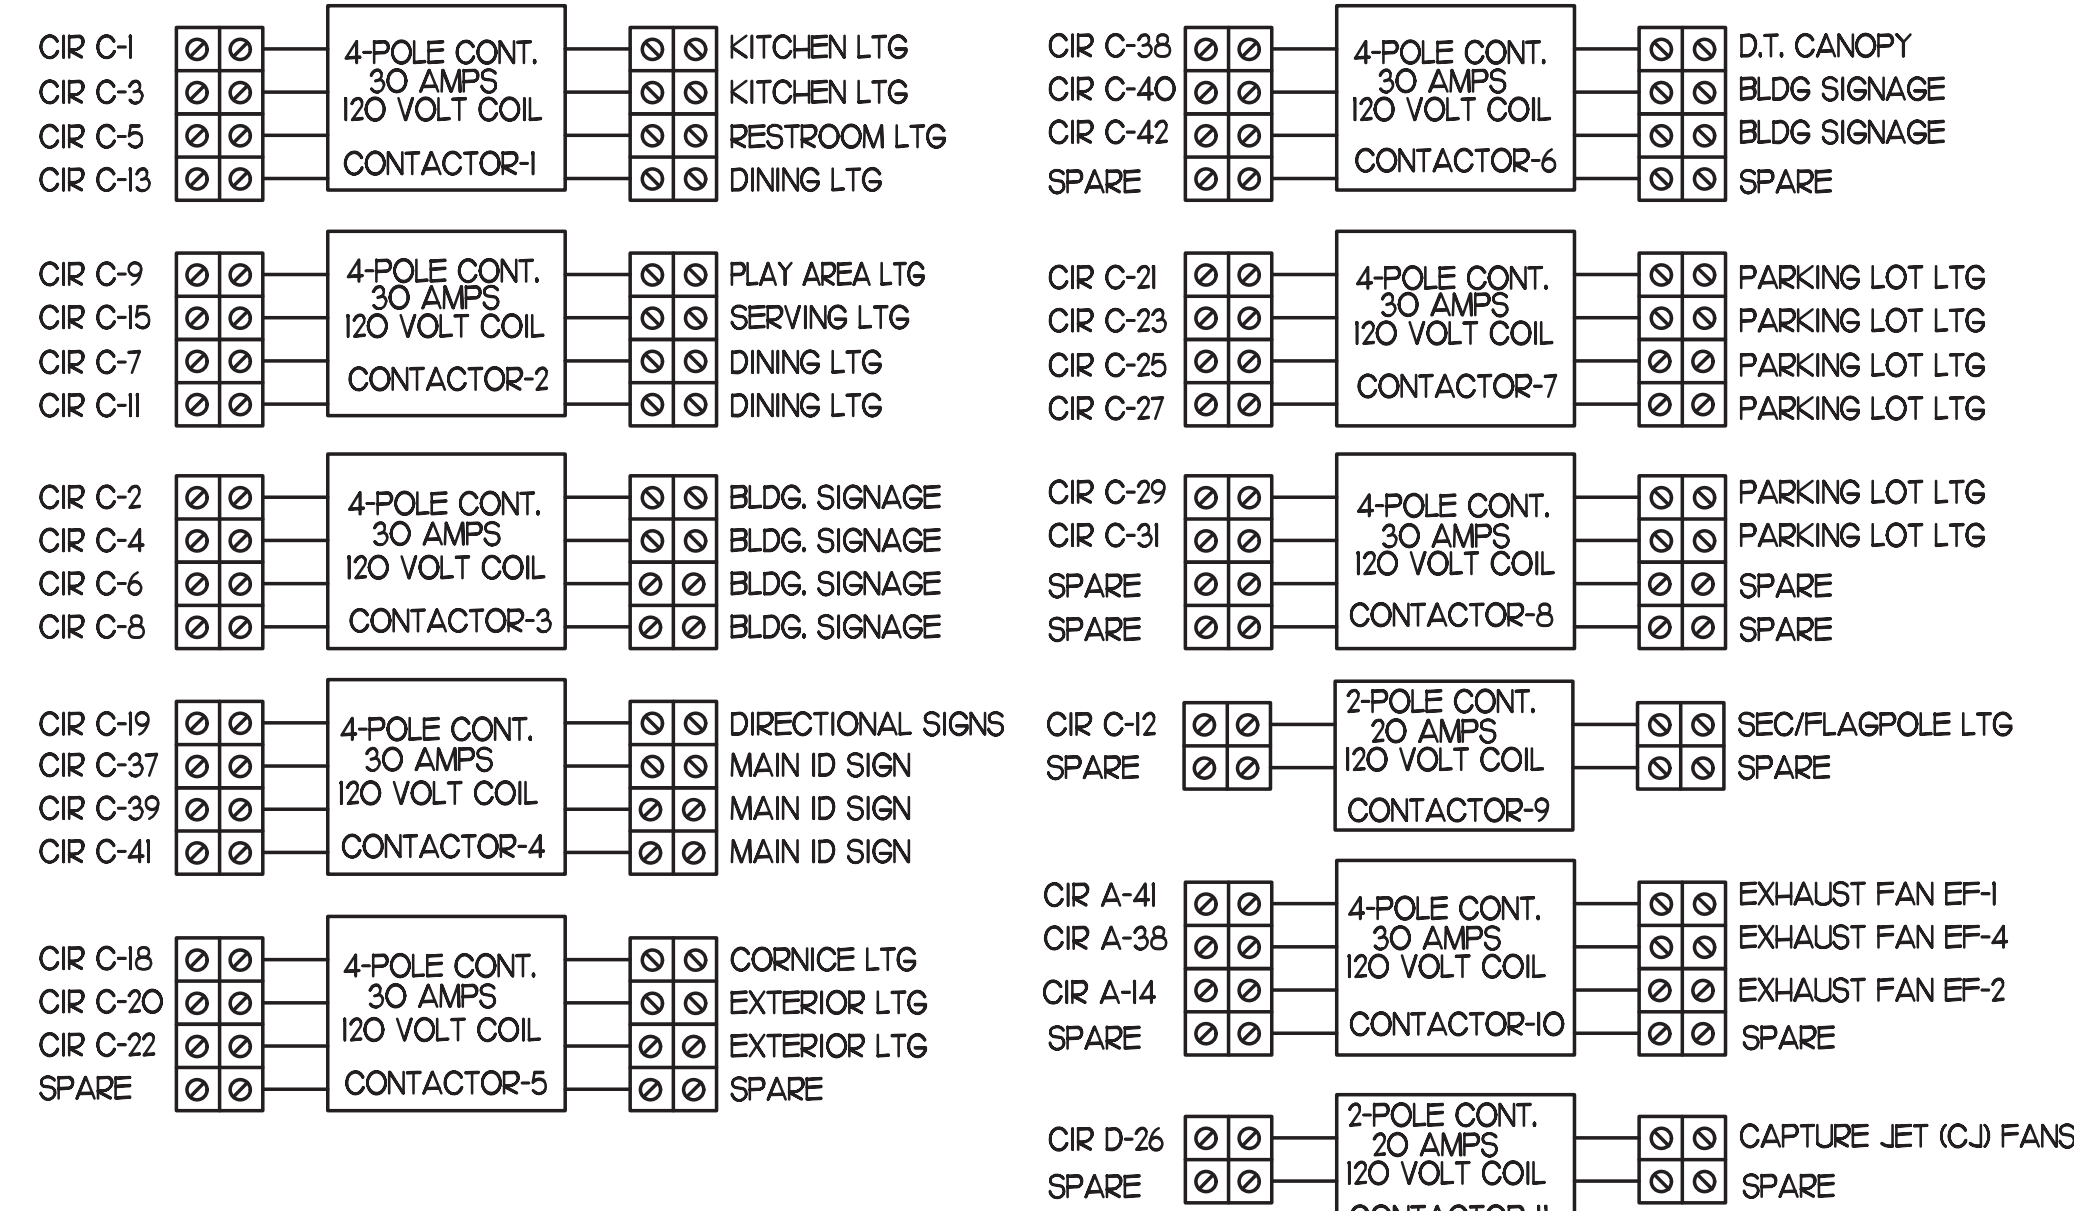 CIR C-1
CIR C-3
CIR C-5
CIR C-13
4-POLE CONT.
30 AMPS
120 VOLT COIL
CONTACTOR-1
KITCHEN LTG
KITCHEN LTG
RESTROOM LTG
DINING LTG
CIR C-9
CIR C-15
CIR C-7
CIR C-11
4-POLE CONT.
30 AMPS
120 VOLT COIL
CONTACTOR-2
PLAY AREA LTG
SERVING LTG
DINING LTG
DINING LTG
CIR C-2
CIR C-4
CIR C-6
CIR C-8
4-POLE CONT.
30 AMPS
120 VOLT COIL
CONTACTOR-3
BLDG. SIGNAGE
BLDG. SIGNAGE
BLDG. SIGNAGE
BLDG. SIGNAGE
CIR C-19
CIR C-37
CIR C-39
CIR C-41
4-POLE CONT.
30 AMPS
120 VOLT COIL
CONTACTOR-4
DIRECTIONAL SIGNS
MAIN ID SIGN
MAIN ID SIGN
MAIN ID SIGN
CIR C-18
CIR C-20
CIR C-22
SPARE
4-POLE CONT.
30 AMPS
120 VOLT COIL
CONTACTOR-5
CORNICE LTG
EXTERIOR LTG
EXTERIOR LTG
SPARE
CIR C-38
CIR C-40
CIR C-42
SPARE
4-POLE CONT.
30 AMPS
120 VOLT COIL
CONTACTOR-6
D.T. CANOPY
BLDG SIGNAGE
BLDG SIGNAGE
SPARE
CIR C-21
CIR C-23
CIR C-25
CIR C-27
4-POLE CONT.
30 AMPS
120 VOLT COIL
CONTACTOR-7
PARKING LOT LTG
PARKING LOT LTG
PARKING LOT LTG
PARKING LOT LTG
CIR C-29
CIR C-31
SPARE
SPARE
4-POLE CONT.
30 AMPS
120 VOLT COIL
CONTACTOR-8
PARKING LOT LTG
PARKING LOT LTG
SPARE
SPARE
CIR C-12
SPARE
2-POLE CONT.
20 AMPS
120 VOLT COIL
CONTACTOR-9
SEC/FLAGPOLE LTG
SPARE
CIR A-41
CIR A-38
CIR A-14
SPARE
4-POLE CONT.
30 AMPS
120 VOLT COIL
CONTACTOR-10
EXHAUST FAN EF-1
EXHAUST FAN EF-4
EXHAUST FAN EF-2
SPARE
CIR D-26
SPARE
2-POLE CONT.
20 AMPS
120 VOLT COIL
CONTACTOR-11
CAPTURE JET (CJ) FANS
SPARE